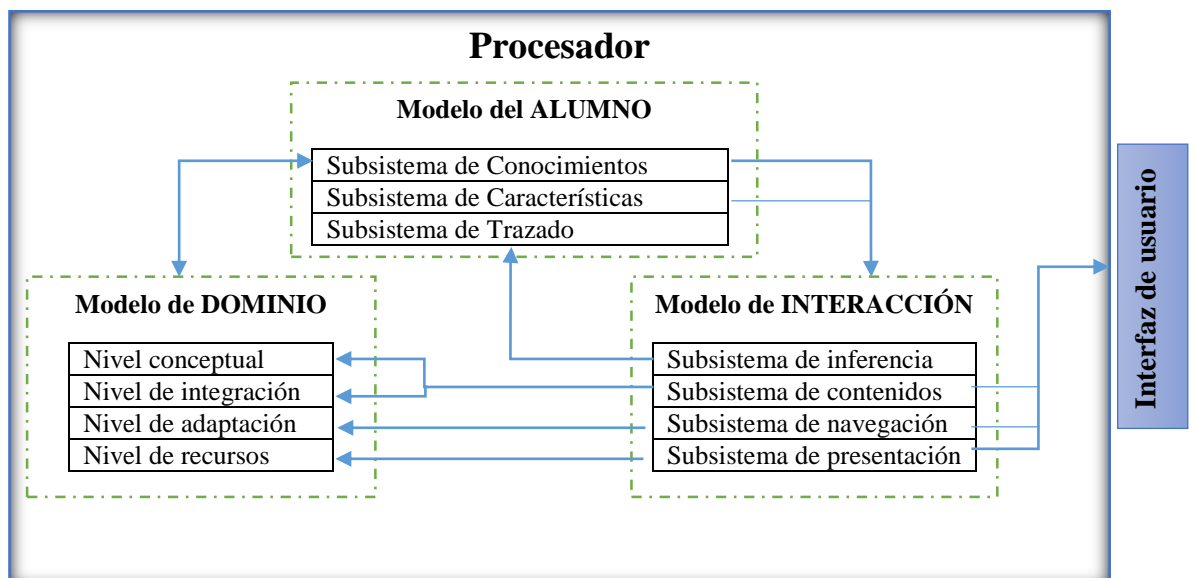 Procesador
Modelo del ALUMNO
Subsistema de Conocimientos
Subsistema de Características
Subsistema de Trazado
Modelo de DOMINIO
Nivel conceptual
Nivel de integración
Nivel de adaptación
Nivel de recursos
Modelo de INTERACCIÓN
Subsistema de inferencia
Subsistema de contenidos
Subsistema de navegación
Subsistema de presentación
Interfaz de usuario